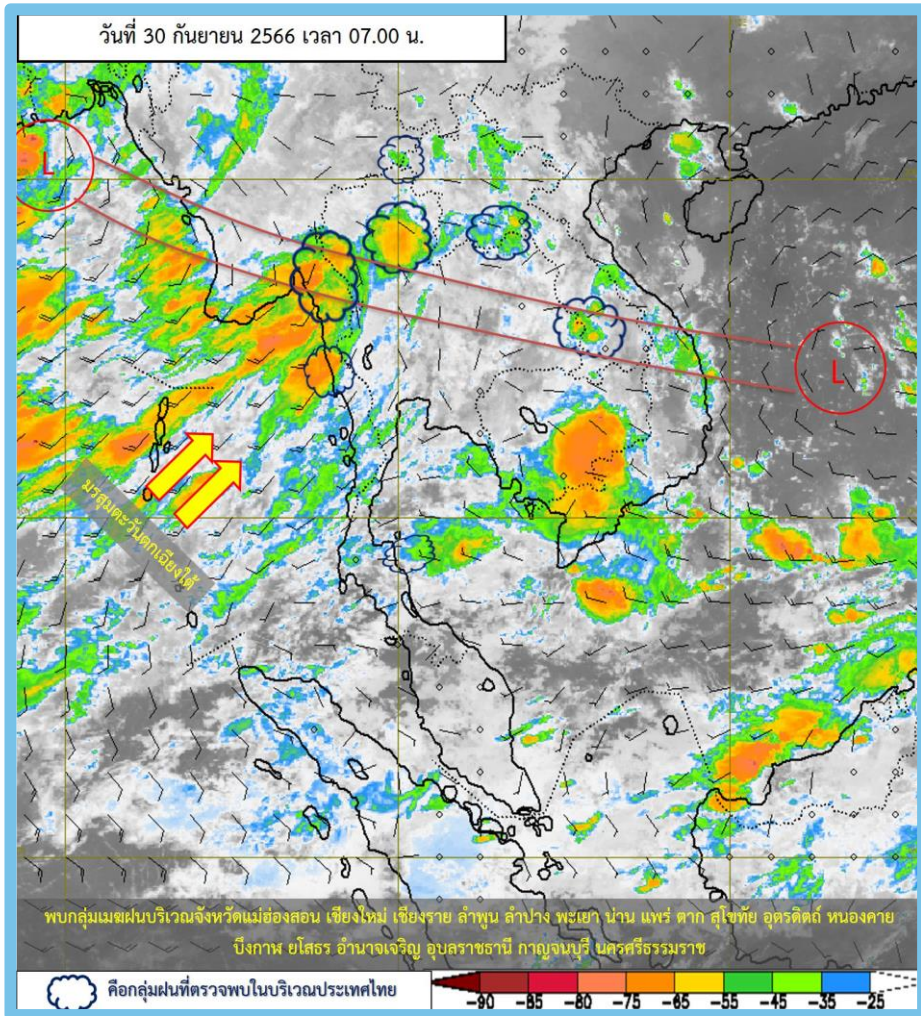 วันที่ 30 กันยายน 2566 เวลา 07.00 น.
L
L
มรสุมตะวันตกเฉียงใต้
พบกลุ่มเมฆฝนบริเวณจังหวัดแม่ฮ่องสอน เชียงใหม่ เชียงราย ลำพูน ลำปาง พะเยา น่าน แพร่ ตาก สุโขทัย อุตรดิตถ์ หนองคาย
บึงกาฬ ยโสธร อำนาจเจริญ อุบลราชธานี กาญจนบุรี นครศรีธรรมราช
คือกลุ่มฝนที่ตรวจพบในบริเวณประเทศไทย
-90 -85 -80 -75 -65 -55 -45 -35 -25